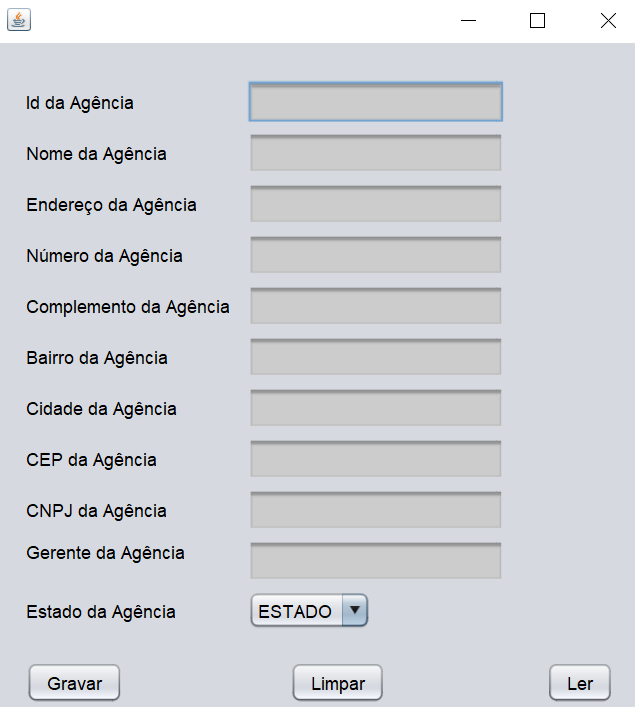 Id da Agência
Nome da Agência
Endereço da Agência
Número da Agência
Complemento da Agência
Bairro da Agência
Cidade da Agência
CEP da Agência
CNPJ da Agência
Gerente da Agência
Estado da Agência ESTADO
Gravar Limpar Ler